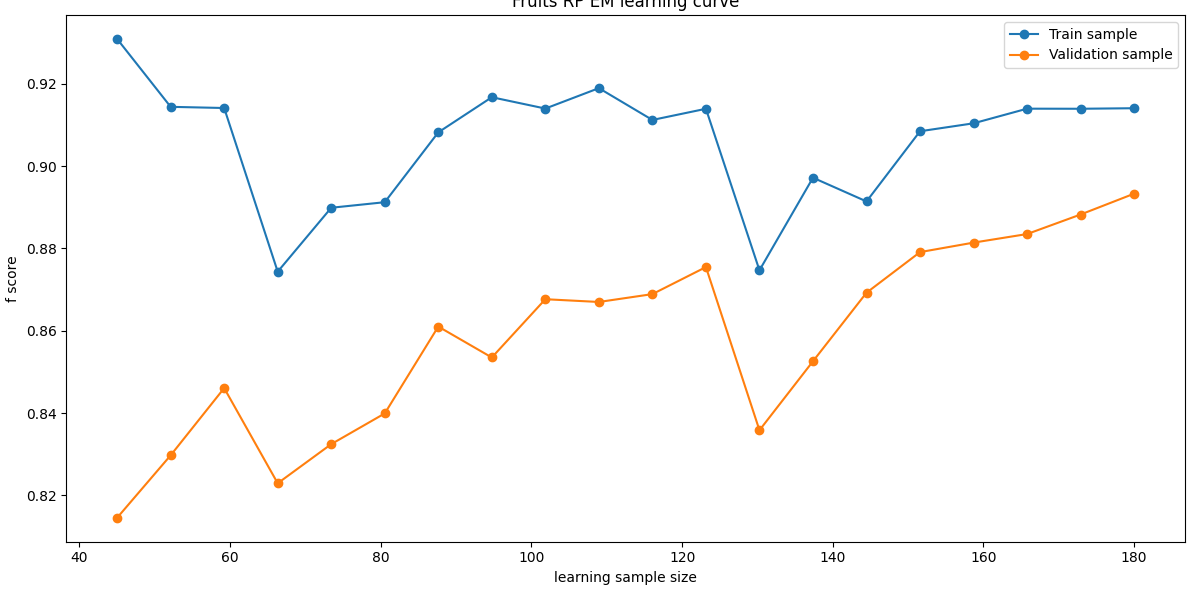 Fruits RP EM learning curve
Train sample
Validation sample
0.92
0.90
0.88
0.86
0.84
0.82
f score
40 60 80 100 120 140 160 180
learning sample size